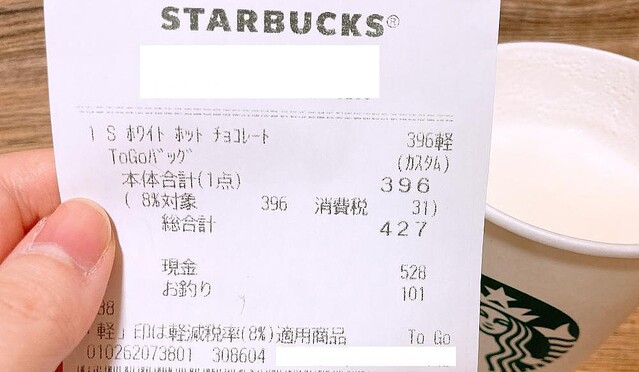 STARBUCKS®
1 S ﾎﾜｲﾄ ﾎｯﾄ ﾁｮｺﾚｰﾄ 396軽
ToGoﾊﾞｯｸﾞ (ｶｽﾀﾑ)
本体合計(1点) 396
( 8%対象 396 消費税 31)
総合計 427
現金 528
お釣り 101
38
軽」印は軽減税率(8%)適用商品 To Go
010262073801 308604